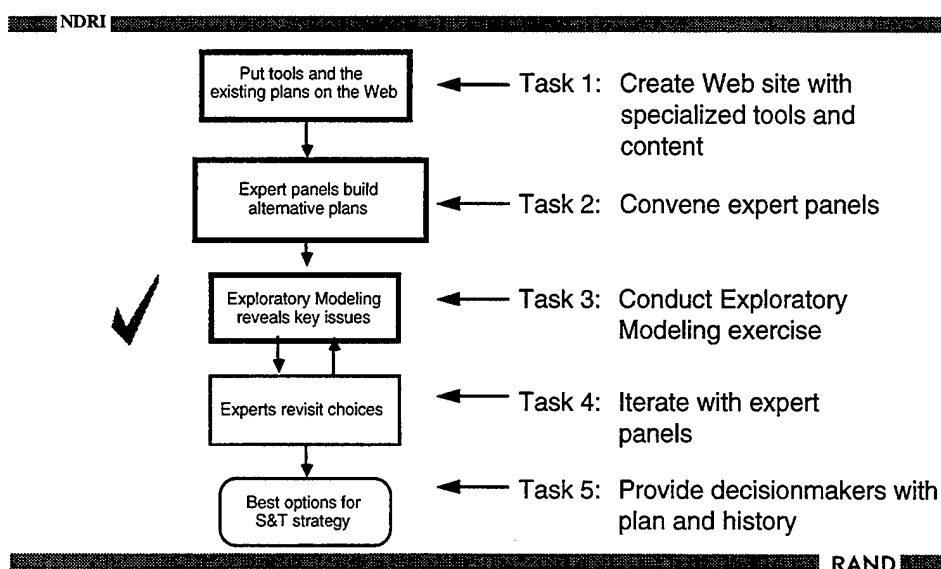 NDRI
Put tools and the
existing plans on the Web
Task 1: Create Web site with
specialized tools and
content
Expert panels build
alternative plans
Task 2: Convene expert panels
Exploratory Modeling
reveals key issues
Task 3: Conduct Exploratory
Modeling exercise
Experts revisit choices
Task 4: Iterate with expert
panels
Best options for
S&T strategy
Task 5: Provide decisionmakers with
plan and history
RAND